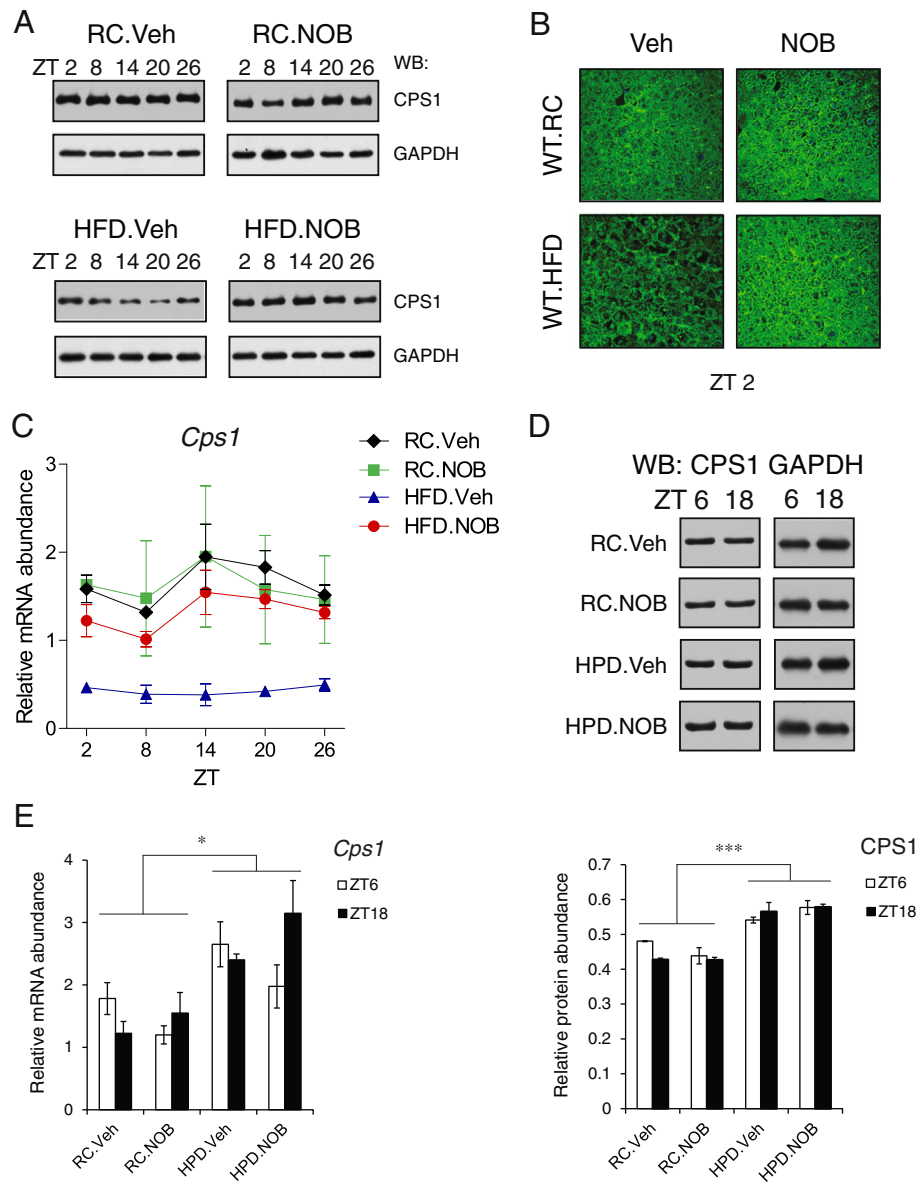 A
RC.Veh
RC.NOB
ZT 2 8 14 20 26
2 8 14 20 26
WB:
CPS1
GAPDH
HFD.Veh
HFD.NOB
ZT 2 8 14 20 26
2 8 14 20 26
CPS1
GAPDH
B
Veh
NOB
WT.RC
WT.HFD
ZT 2
C
Cps1
Relative mRNA abundance
3
2
1
0
2 8 14 20 26
ZT
RC.Veh
RC.NOB
HFD.Veh
HFD.NOB
D
WB: CPS1 GAPDH
ZT 6 18 6 18
RC.Veh
RC.NOB
HPD.Veh
HPD.NOB
E
*
Cps1
ZT6
ZT18
Relative mRNA abundance
4
3
2
1
0
RC.Veh
RC.NOB
HPD.Veh
HPD.NOB
***
CPS1
ZT6
ZT18
Relative protein abundance
0.7
0.6
0.5
0.4
0.3
0.2
0.1
0
RC.Veh
RC.NOB
HPD.Veh
HPD.NOB